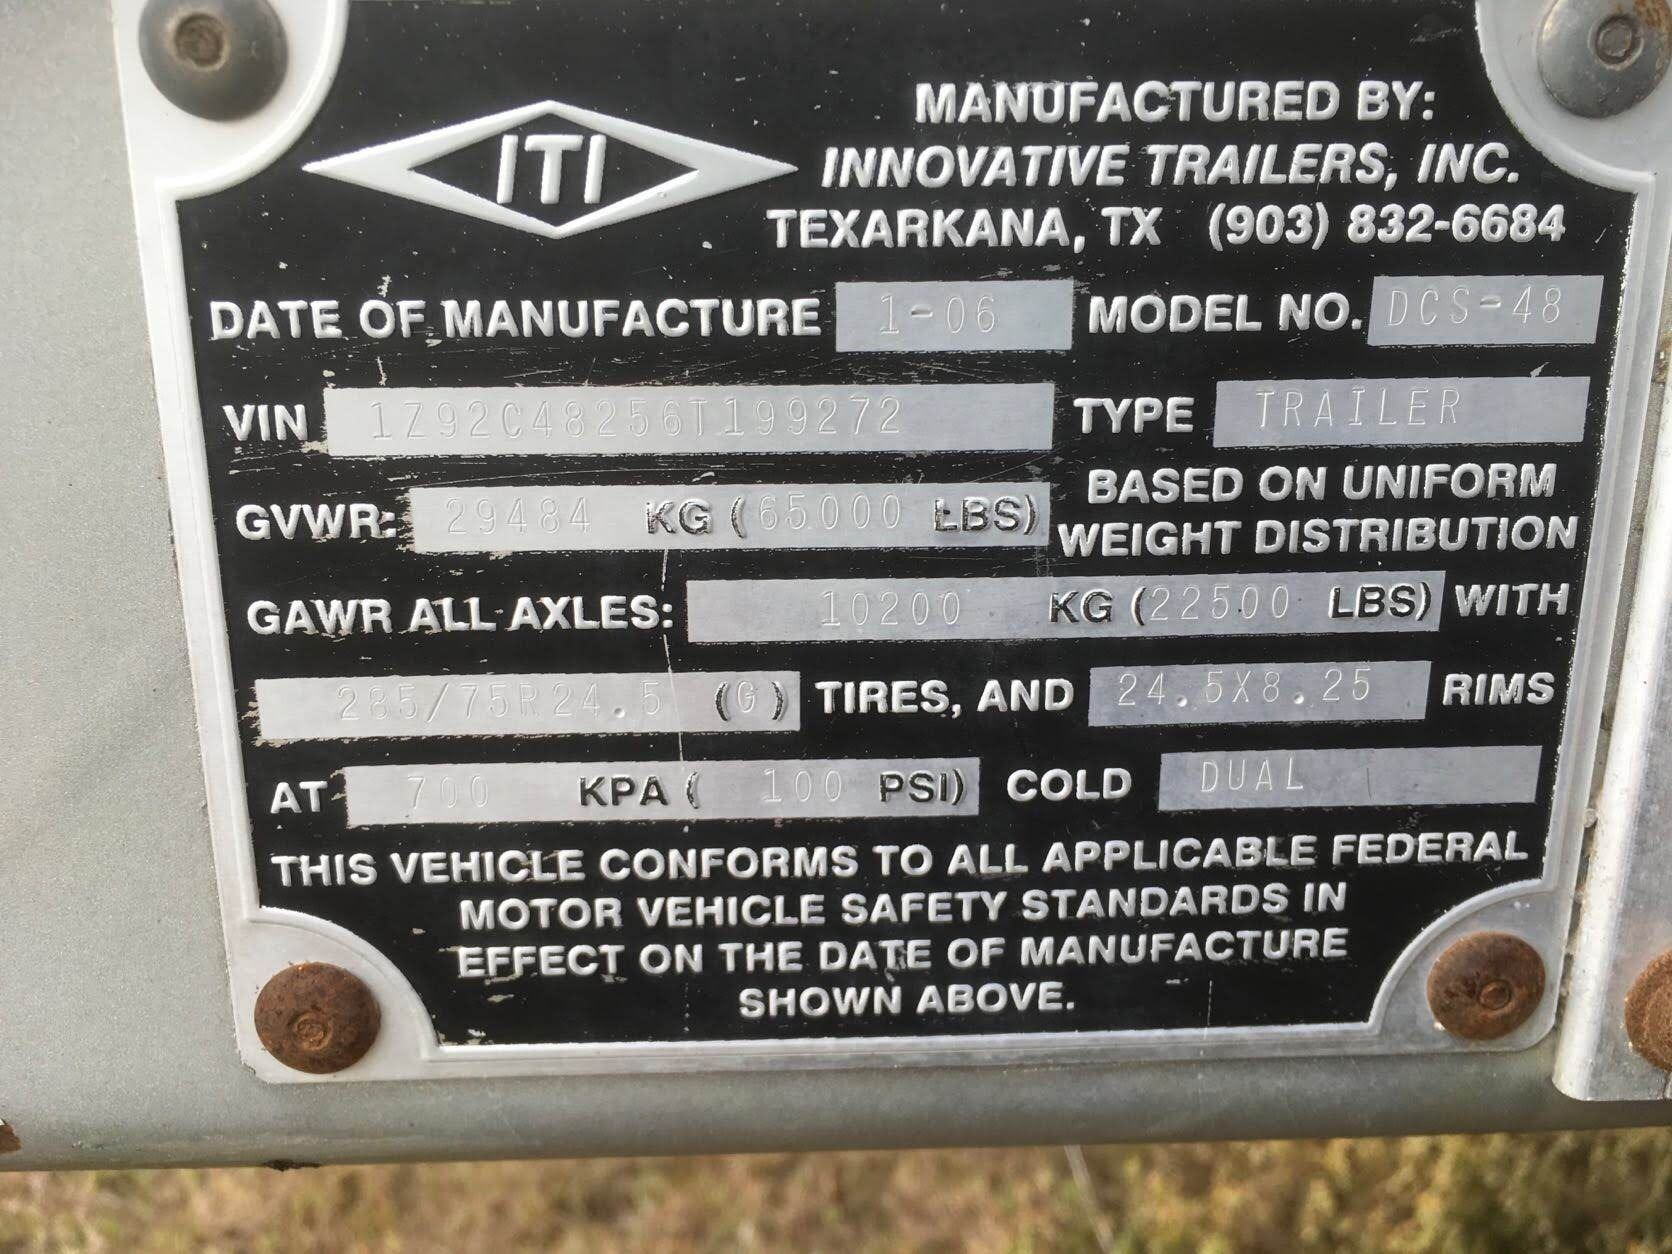 ITI
MANUFACTURED BY:
INNOVATIVE TRAILERS, INC.
TEXARKANA, TX (903) 832-6684
DATE OF MANUFACTURE 1-06 MODEL NO. DCS-48
VIN 1Z92C48256T199272 TYPE TRAILER
GVWR: 29484 KG (65000 LBS) BASED ON UNIFORM WEIGHT DISTRIBUTION
GAWR ALL AXLES: 10200 KG (22500 LBS) WITH
285/75R24.5 (G) TIRES, AND 24.5X8.25 RIMS
AT 700 KPA ( 100 PSI) COLD DUAL
THIS VEHICLE CONFORMS TO ALL APPLICABLE FEDERAL
MOTOR VEHICLE SAFETY STANDARDS IN
EFFECT ON THE DATE OF MANUFACTURE
SHOWN ABOVE.